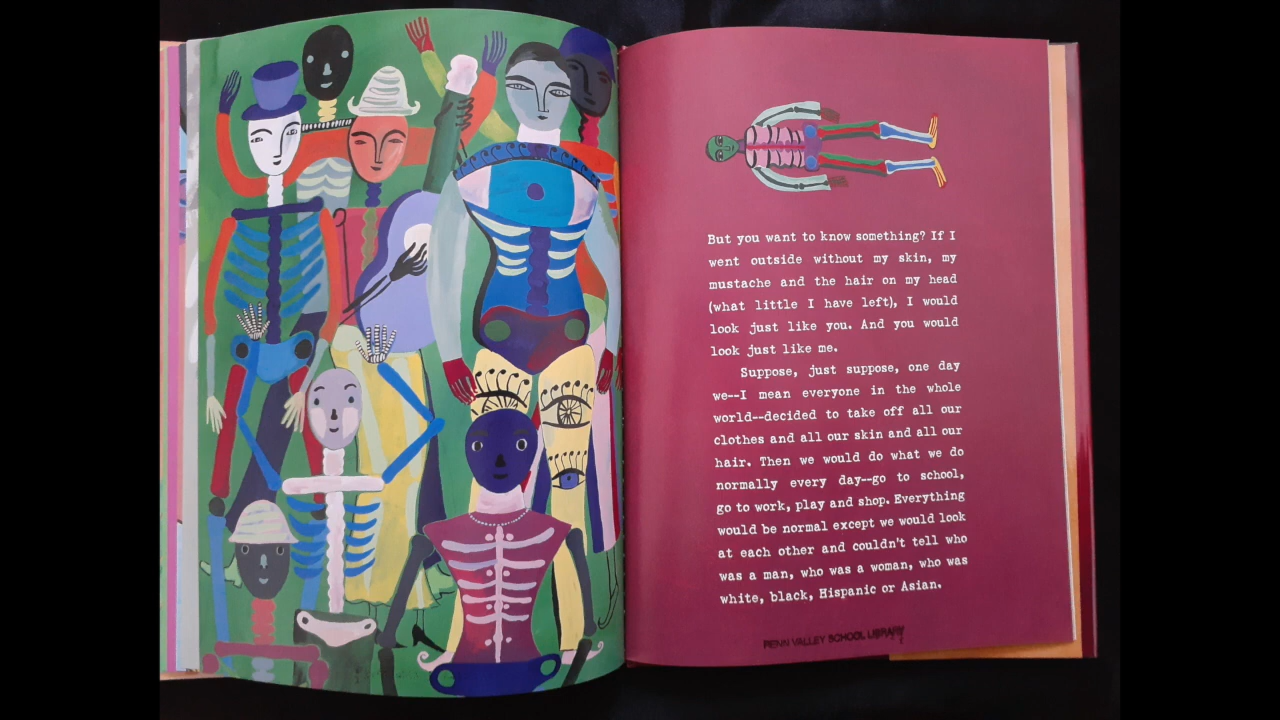 But you want to know something? If I
went outside without my skin, my
mustache and the hair on my head
(what little I have left), I would
look just like you. And you would
look just like me.
Suppose, just suppose, one day
we--I mean everyone in the whole
world--decided to take off all our
clothes and all our skin and all our
hair. Then we would do what we do
normally every day--go to school,
go to work, play and shop. Everything
would be normal except we would look
at each other and couldn't tell who
was a man, who was a woman, who was
white, black, Hispanic or Asian.
PENN VALLEY SCHOOL LIBRARY